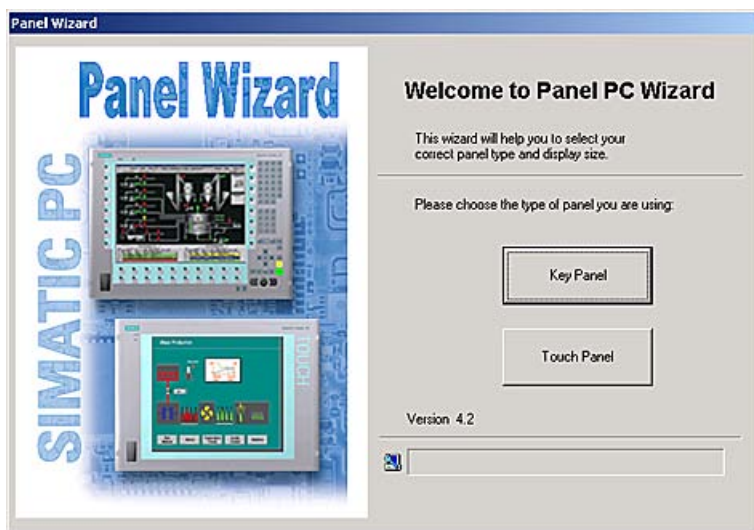 Panel Wizard
Panel Wizard
SIMATIC PC
Welcome to Panel PC Wizard
This wizard will help you to select your
correct panel type and display size.
Please choose the type of panel you are using:
Key Panel
Touch Panel
Version 4.2
TOUCH